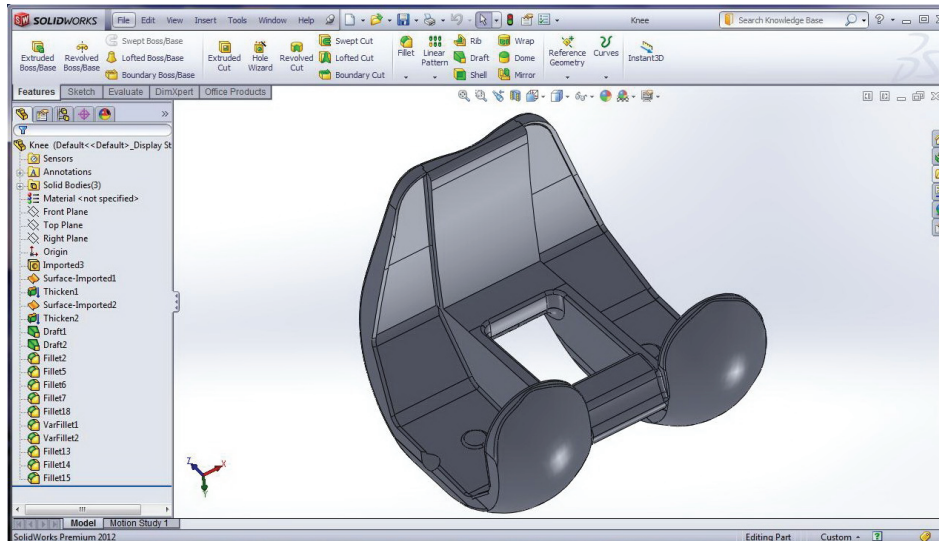 SOLIDWORKS File Edit View Insert Tools Window Help Knee Search Knowledge Base
Extruded Boss/Base
Revolved Boss/Base
Swept Boss/Base
Lofted Boss/Base
Boundary Boss/Base
Extruded Cut
Hole Wizard
Revolved Cut
Swept Cut
Lofted Cut
Boundary Cut
Fillet
Linear Pattern
Rib
Draft
Shell
Wrap
Dome
Mirror
Reference Geometry
Curves
Instant3D
Features Sketch Evaluate DimXpert Office Products
Knee (Default<<Default>_Display St
Sensors
Annotations
Solid Bodies(3)
Material <not specified>
Front Plane
Top Plane
Right Plane
Origin
Imported3
Surface-Imported1
Thicken1
Surface-Imported2
Thicken2
Draft1
Draft2
Fillet2
Fillet5
Fillet6
Fillet7
Fillet18
VarFillet1
VarFillet2
Fillet13
Fillet14
Fillet15
Z X Y
Model Motion Study 1
SolidWorks Premium 2012 Editing Part Custom